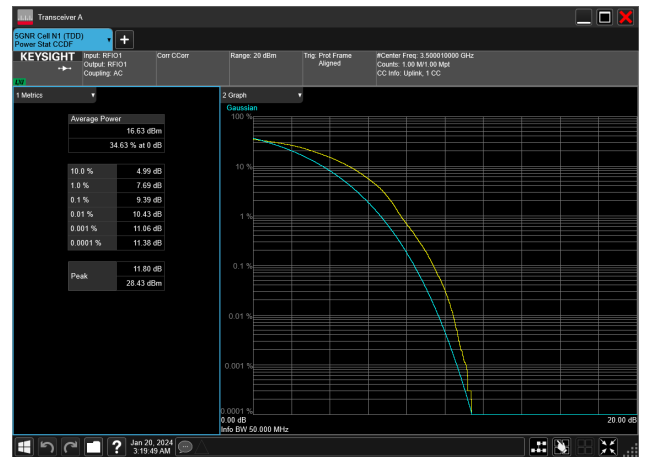 Transceiver A
5GNR Cell N1 (TDD)
Power Stat CCDF
KEYSIGHT
Input: RFIO1
Output: RFIO1
Coupling: AC
Corr CCorr
Range: 20 dBm
Trig: Prot Frame
Aligned
#Center Freq: 3.500010000 GHz
Counts: 1.00 M/1.00 Mpt
CC Info: Uplink, 1 CC
1 Metrics
2 Graph
Average Power
16.63 dBm
34.63 % at 0 dB
10.0 % 4.99 dB
1.0 % 7.69 dB
0.1 % 9.39 dB
0.01 % 10.43 dB
0.001 % 11.06 dB
0.0001 % 11.38 dB
Peak
11.80 dB
28.43 dBm
Gaussian
100 %
10 %
1 %
0.1 %
0.01 %
0.001 %
0.0001 %
0.00 dB
20.00 dB
Info BW 50.000 MHz
?
Jan 20, 2024
3:19:49 AM